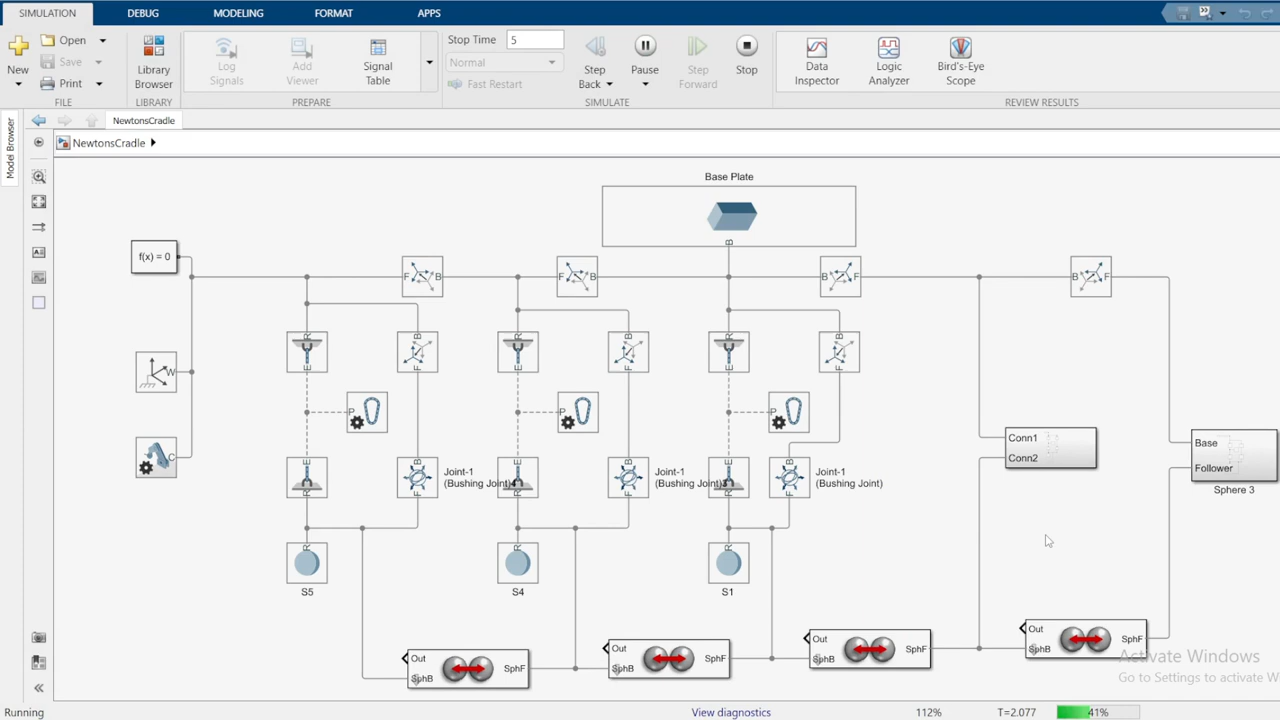 SIMULATION DEBUG MODELING FORMAT APPS
Open Stop Time 5
Normal
Save
Print Fast Restart
New Library Browser Log Signals Add Viewer Signal Table Step Back Pause Step Forward Stop Data Inspector Logic Analyzer Bird's-Eye Scope
FILE LIBRARY PREPARE SIMULATE REVIEW RESULTS
Model Browser
NewtonsCradle
NewtonsCradle
Base Plate
B
f(x) = 0
F B F B B F B F
W
C
R B R B R B
E F E F E F
P P P
Conn1
Conn2
Base
Follower
Sphere 3
E B E B E B
Joint-1
(Bushing Joint)
Joint-1
(Bushing Joint)
Joint-1
(Bushing Joint)
R F R F R F
R R R
S5 S4 S1
Out SphB SphF
Out SphB SphF
Out SphB SphF
Out SphB SphF
Activate Windows
Go to Settings to activate W
Running View diagnostics 112% T=2.077 41%